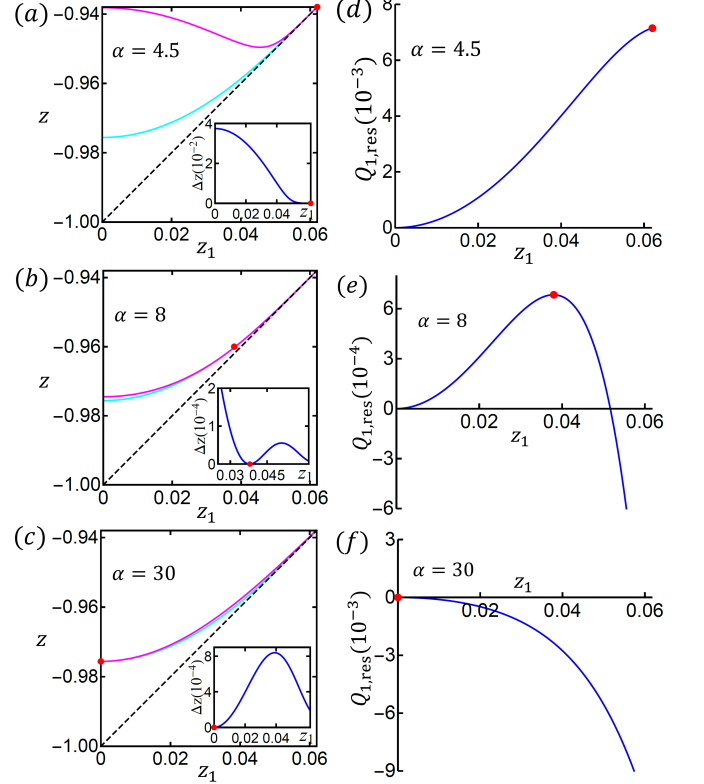 (a)
α = 4.5
z
−0.94
−0.96
−0.98
−1.00
0
0.02
0.04
0.06
z₁
Δz(10⁻²)
4
2
0
0
0.02
0.04
z₁
(b)
α = 8
z
−0.94
−0.96
−0.98
−1.00
0
0.02
0.04
0.06
z₁
Δz(10⁻⁴)
2
1
0
0.03
0.045
z₁
(c)
α = 30
z
−0.94
−0.96
−0.98
−1.00
0
0.02
0.04
0.06
z₁
Δz(10⁻⁴)
8
4
0
0
0.02
0.04
z₁
(d)
α = 4.5
Q₁,res(10⁻³)
8
6
4
2
0
0
0.02
0.04
0.06
z₁
(e)
α = 8
Q₁,res(10⁻⁴)
6
3
0
−3
−6
0
0.02
0.04
0.06
z₁
(f)
α = 30
Q₁,res(10⁻³)
3
0
−3
−6
−9
z₁
0.02
0.04
0.06